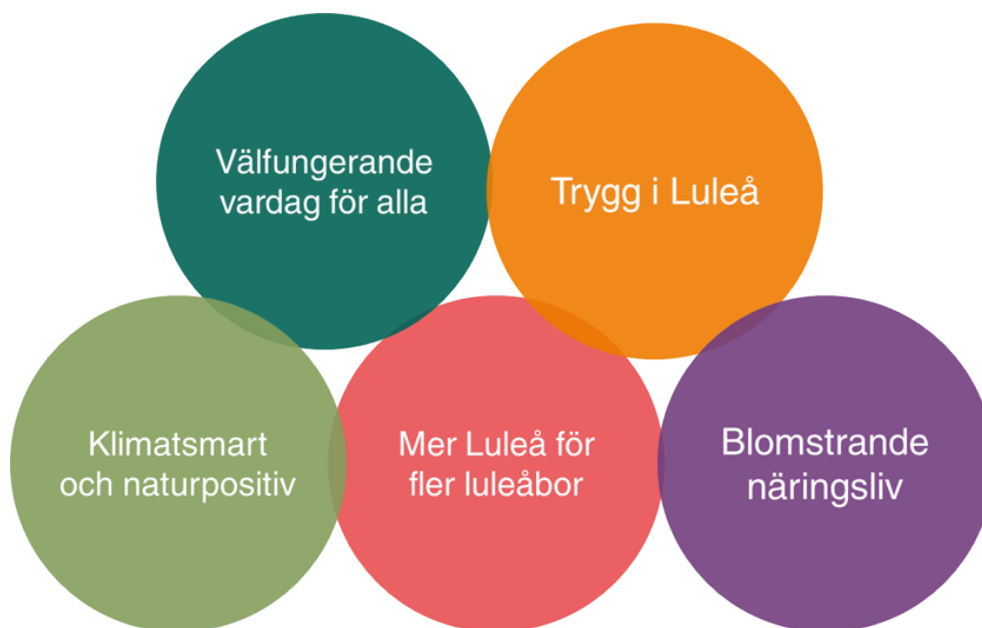 Välfungerande
vardag för alla
Trygg i Luleå
Klimatsmart
och naturpositiv
Mer Luleå för
fler luleåbor
Blomstrande
näringsliv